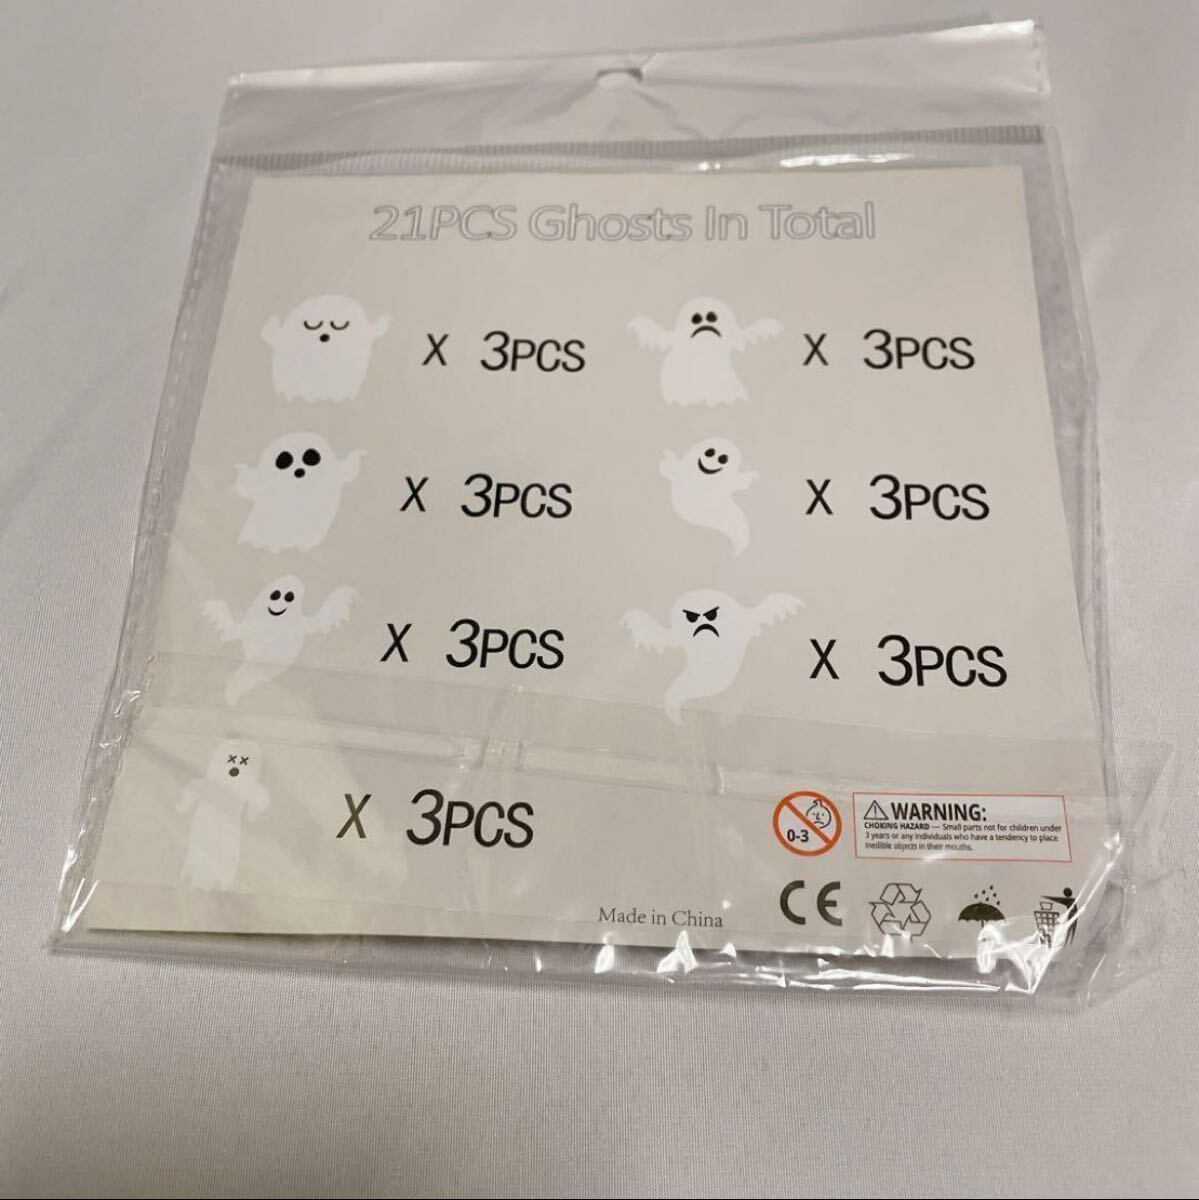 21PCS Ghosts In Total
X 3PCS
X 3PCS
X 3PCS
X 3PCS
X 3PCS
X 3PCS
X 3PCS
0-3
WARNING:
CHOKING HAZARD — Small parts not for children under
3 years or any individuals who have a tendency to place
inedible objects in their mouths.
Made in China
CE